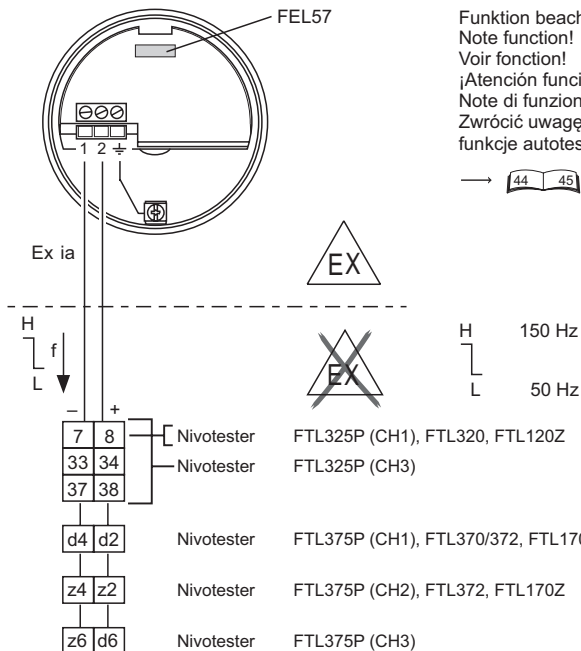 FEL57
Funktion beach
Note function!
Voir fonction!
¡Atención funci
Note di funzion
Zwrócić uwagę
funkcje autotes
44 45
1 2
Ex ia
EX
EX
H
f
L
H 150 Hz
L 50 Hz
– +
7 8 Nivotester FTL325P (CH1), FTL320, FTL120Z
33 34 Nivotester FTL325P (CH3)
37 38
d4 d2 Nivotester FTL375P (CH1), FTL370/372, FTL170
z4 z2 Nivotester FTL375P (CH2), FTL372, FTL170Z
z6 d6 Nivotester FTL375P (CH3)